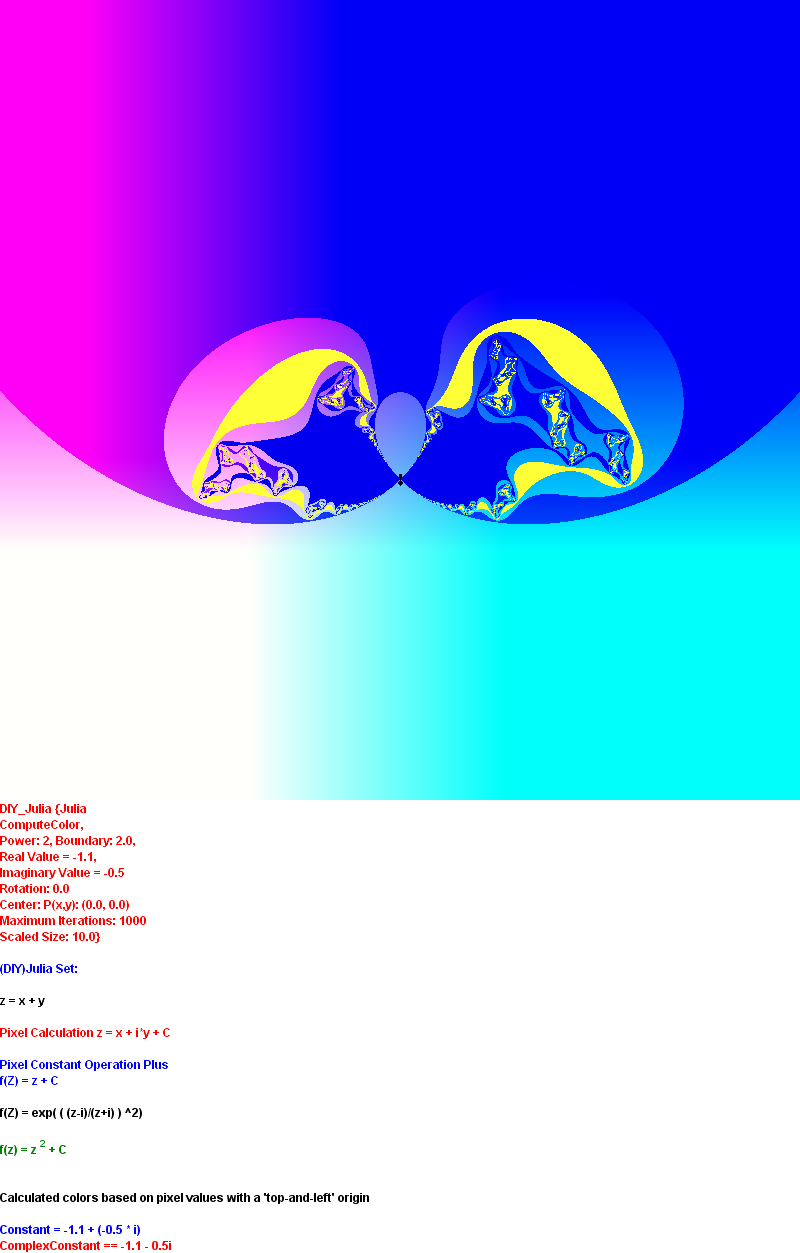 DIY_Julia {Julia
ComputeColor,
Power: 2, Boundary: 2.0,
Real Value = -1.1,
Imaginary Value = -0.5
Rotation: 0.0
Center: P(x,y): (0.0, 0.0)
Maximum Iterations: 1000
Scaled Size: 10.0}
(DIY)Julia Set:
z = x + y
Pixel Calculation z = x + i*y + C
Pixel Constant Operation Plus
f(Z) = z + C
f(Z) = exp( ( (z-i)/(z+i) ) ^2)
f(z) = z 2 + C
Calculated colors based on pixel values with a 'top-and-left' origin
Constant = -1.1 + (-0.5 * i)
ComplexConstant == -1.1 - 0.5i